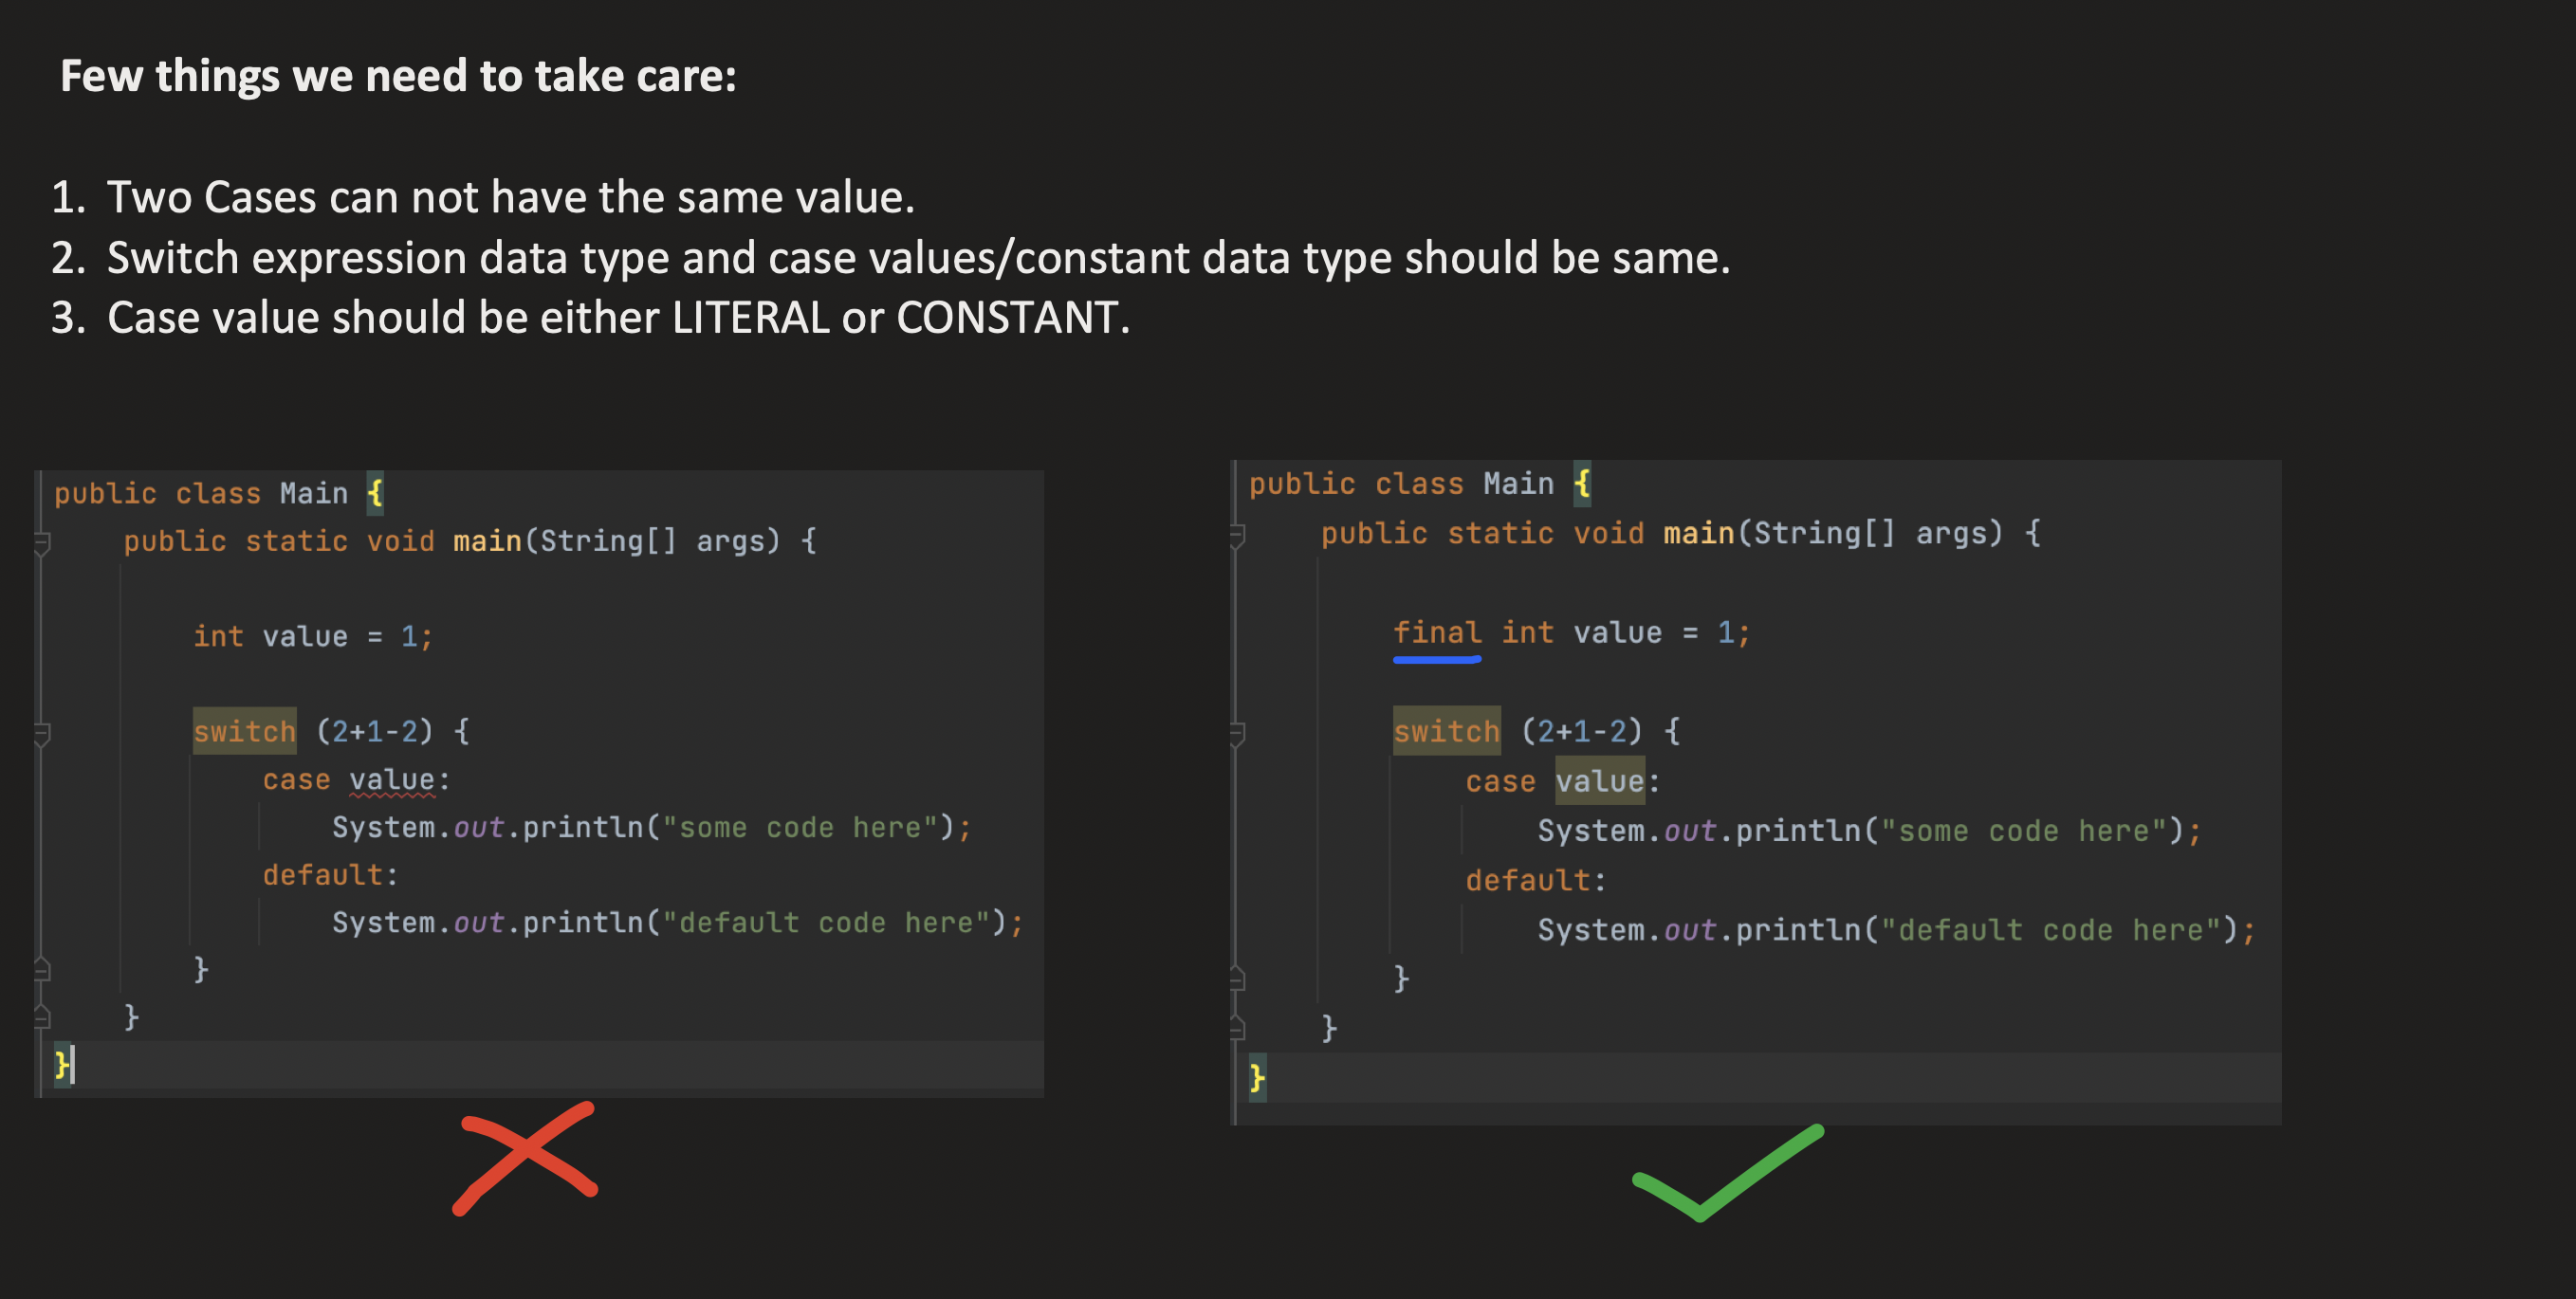 Few things we need to take care:
1. Two Cases can not have the same value.
2. Switch expression data type and case values/constant data type should be same.
3. Case value should be either LITERAL or CONSTANT.
public class Main {
public static void main(String[] args) {
int value = 1;
switch (2+1-2) {
case value:
System.out.println("some code here");
default:
System.out.println("default code here");
}
}
}
public class Main {
public static void main(String[] args) {
final int value = 1;
switch (2+1-2) {
case value:
System.out.println("some code here");
default:
System.out.println("default code here");
}
}
}